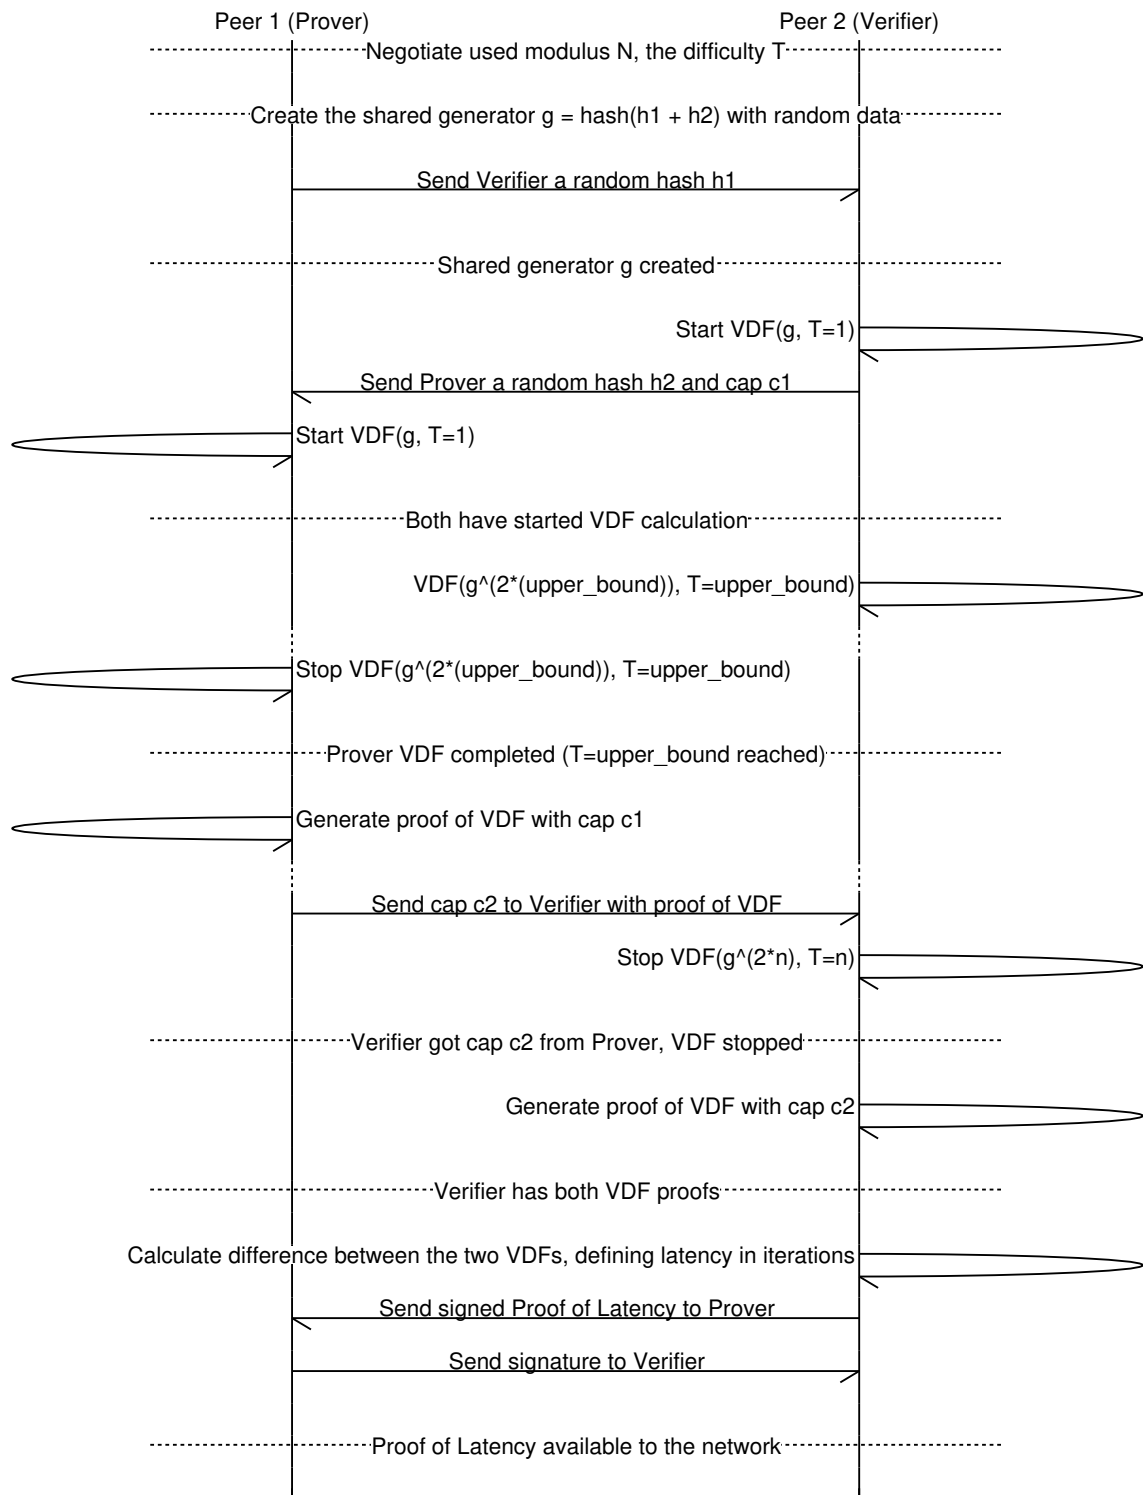 Peer 1 (Prover)
Peer 2 (Verifier)
Negotiate used modulus N, the difficulty T
Create the shared generator g = hash(h1 + h2) with random data
Send Verifier a random hash h1
Shared generator g created
Start VDF(g, T=1)
Send Prover a random hash h2 and cap c1
Start VDF(g, T=1)
Both have started VDF calculation
VDF(g^(2*(upper_bound)), T=upper_bound)
Stop VDF(g^(2*(upper_bound)), T=upper_bound)
Prover VDF completed (T=upper_bound reached)
Generate proof of VDF with cap c1
Send cap c2 to Verifier with proof of VDF
Stop VDF(g^(2*n), T=n)
Verifier got cap c2 from Prover, VDF stopped
Generate proof of VDF with cap c2
Verifier has both VDF proofs
Calculate difference between the two VDFs, defining latency in iterations
Send signed Proof of Latency to Prover
Send signature to Verifier
Proof of Latency available to the network